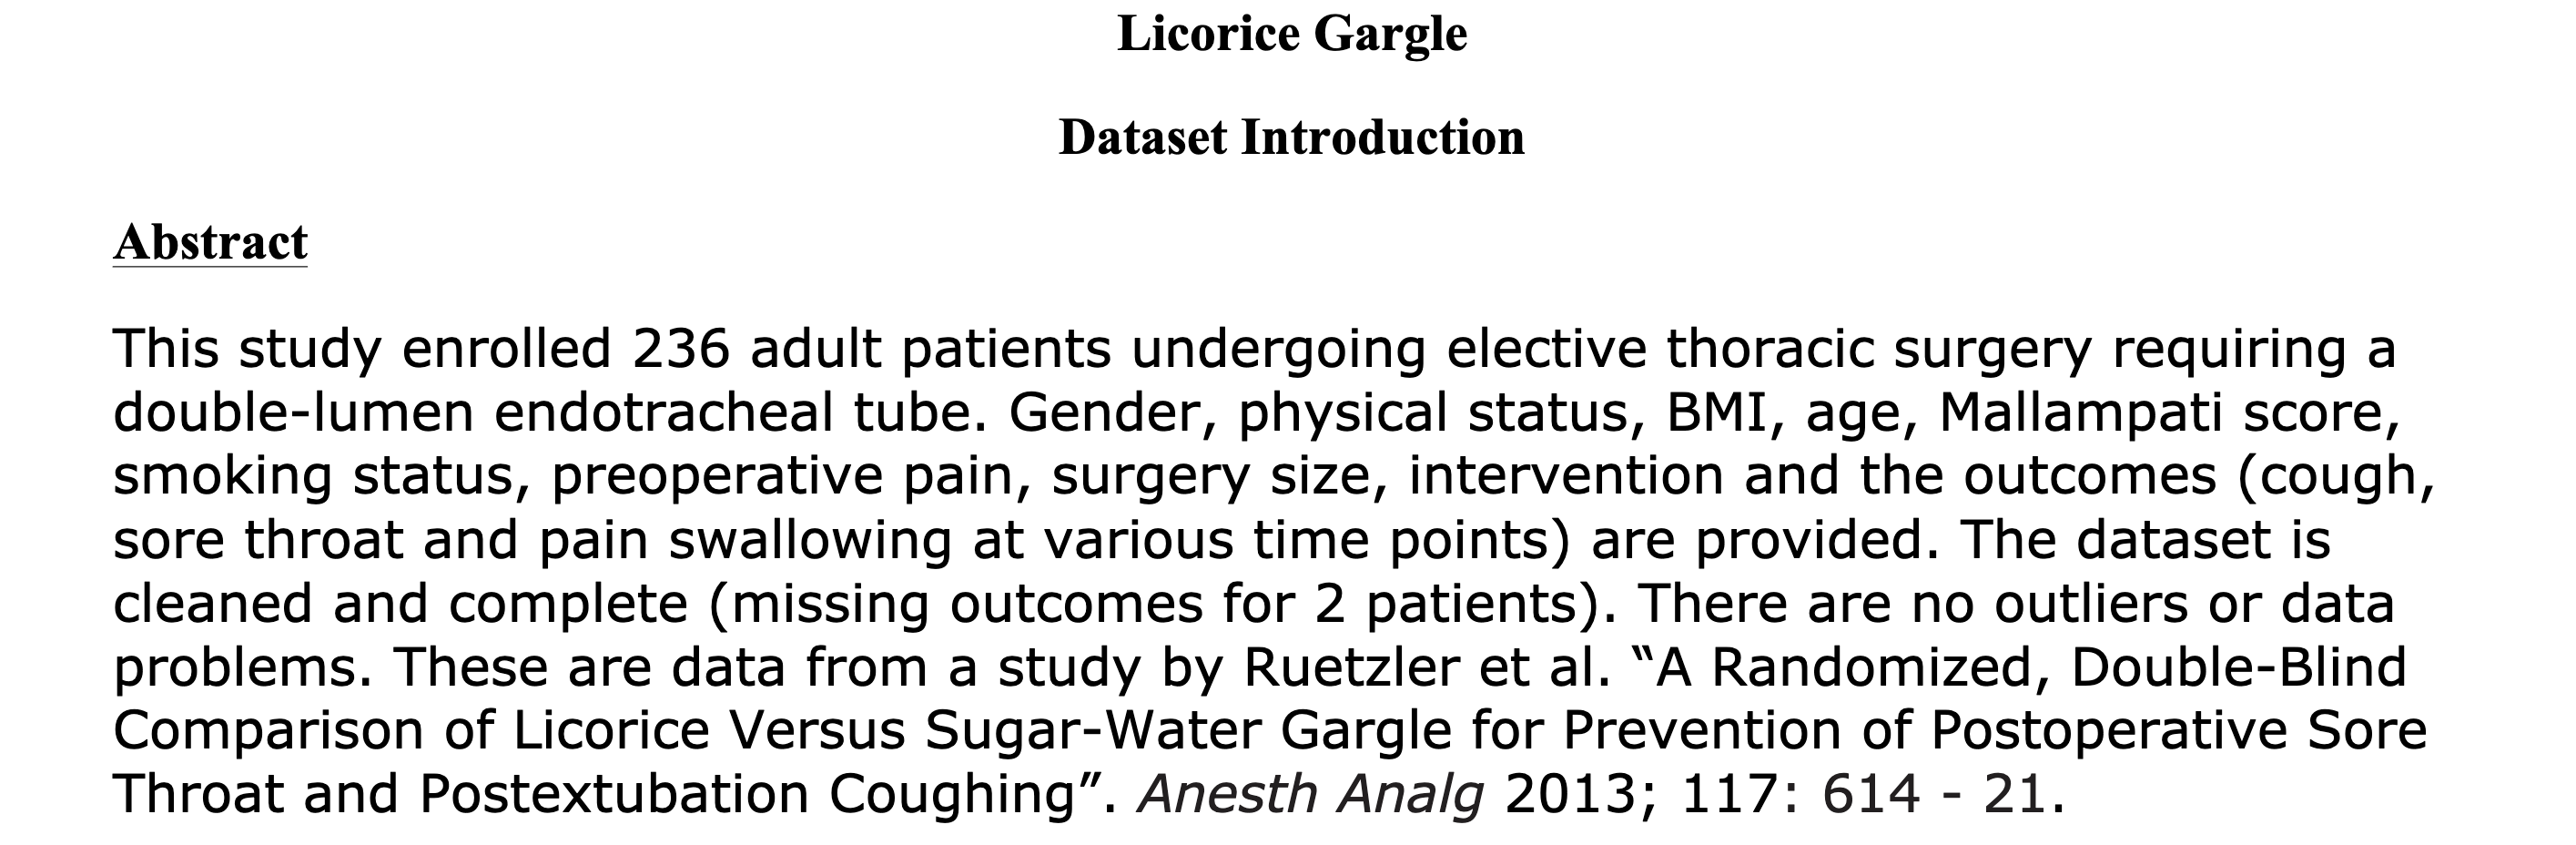 Licorice Gargle
Dataset Introduction
Abstract
This study enrolled 236 adult patients undergoing elective thoracic surgery requiring a
double-lumen endotracheal tube. Gender, physical status, BMI, age, Mallampati score,
smoking status, preoperative pain, surgery size, intervention and the outcomes (cough,
sore throat and pain swallowing at various time points) are provided. The dataset is
cleaned and complete (missing outcomes for 2 patients). There are no outliers or data
problems. These are data from a study by Ruetzler et al. “A Randomized, Double-Blind
Comparison of Licorice Versus Sugar-Water Gargle for Prevention of Postoperative Sore
Throat and Postextubation Coughing”. Anesth Analg 2013; 117: 614 - 21.